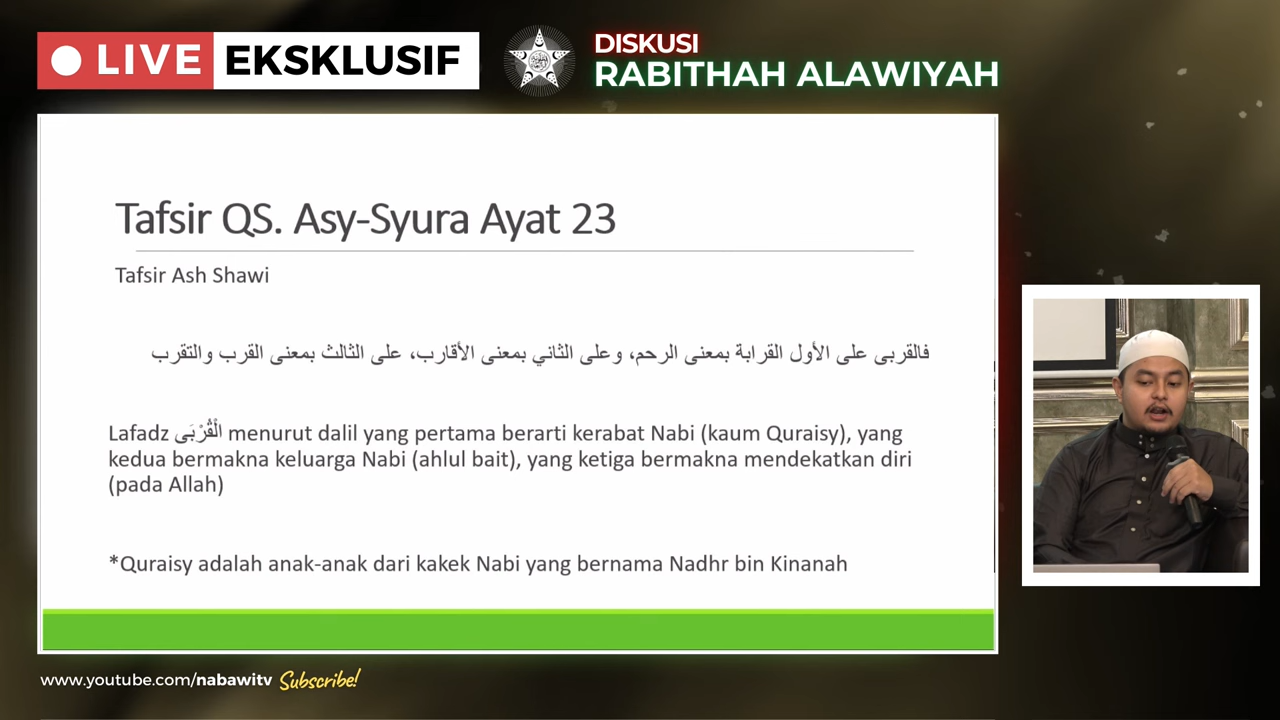 LIVE EKSKLUSIF
DISKUSI
RABITHAH ALAWIYAH
Tafsir QS. Asy-Syura Ayat 23
Tafsir Ash Shawi
فالقربى على الأول القرابة بمعنى الرحم، وعلى الثاني بمعنى الأقارب، على الثالث بمعنى القرب والتقرب
Lafadz الْقُرْبَى menurut dalil yang pertama berarti kerabat Nabi (kaum Quraisy), yang
kedua bermakna keluarga Nabi (ahlul bait), yang ketiga bermakna mendekatkan diri
(pada Allah)
*Quraisy adalah anak-anak dari kakek Nabi yang bernama Nadhr bin Kinanah
www.youtube.com/nabawitv Subscribe!